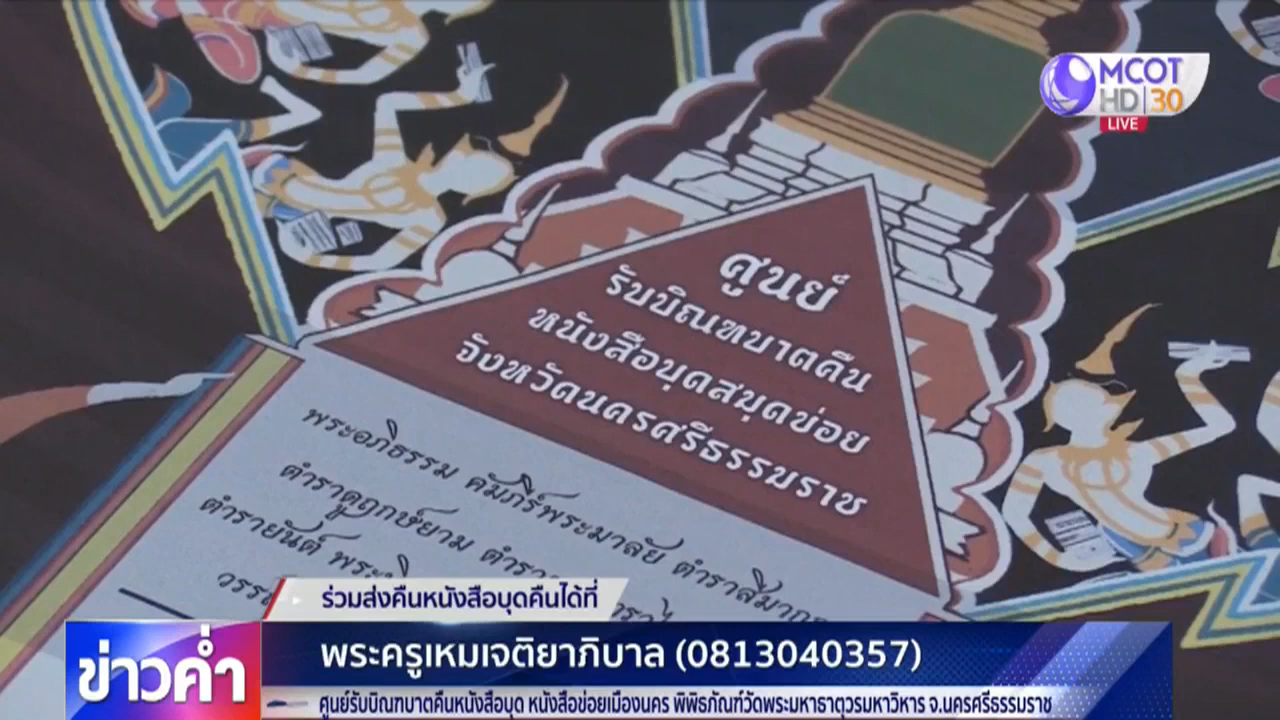 MCOT
HD 30
LIVE
ศูนย์
รับบิณฑบาตคืน
หนังสือบุดสมุดข่อย
จังหวัดนครศรีธรรมราช
พระอภิธรรม คัมภีร์พระมาลัย ตำราสีมากถา
ตำราดูฤกษ์ยาม
ตำรายันต์
ร่วมส่งคืนหนังสือบุดคืนได้ที่
ข่าวค่ำ
พระครูเหมเจติยาภิบาล (0813040357)
ศูนย์รับบิณฑบาตคืนหนังสือบุด หนังสือข่อยเมืองนคร พิพิธภัณฑ์วัดพระมหาธาตุวรมหาวิหาร จ.นครศรีธรรมราช